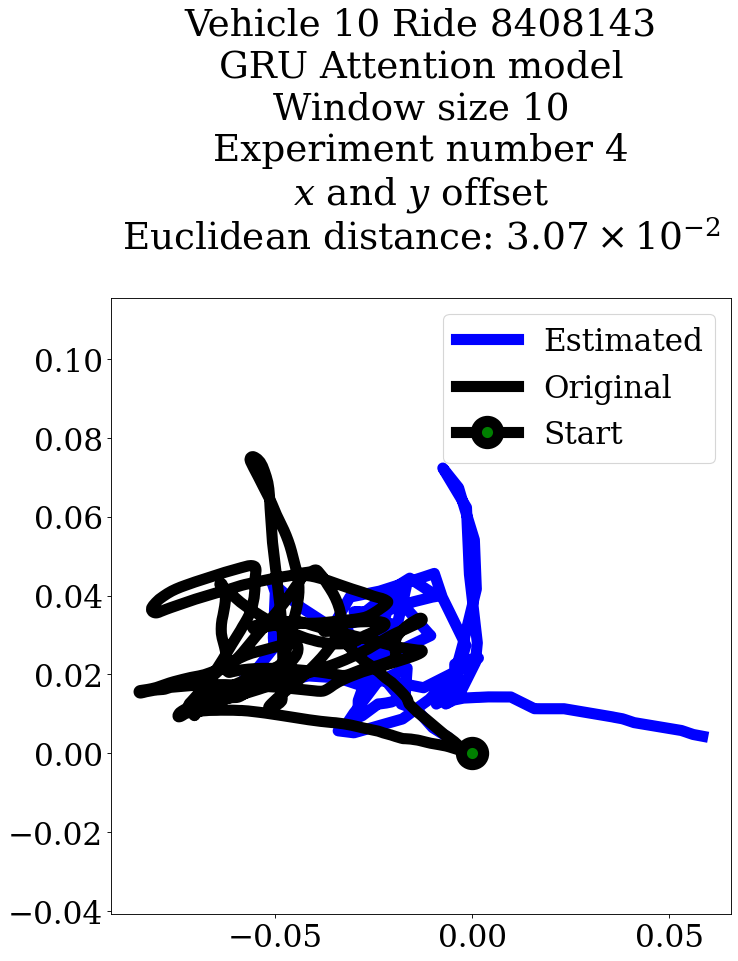 Vehicle 10 Ride 8408143
GRU Attention model
Window size 10
Experiment number 4
x and y offset
Euclidean distance: 3.07 × 10⁻²
Estimated
Original
Start
0.10
0.08
0.06
0.04
0.02
0.00
−0.02
−0.04
−0.05
0.00
0.05